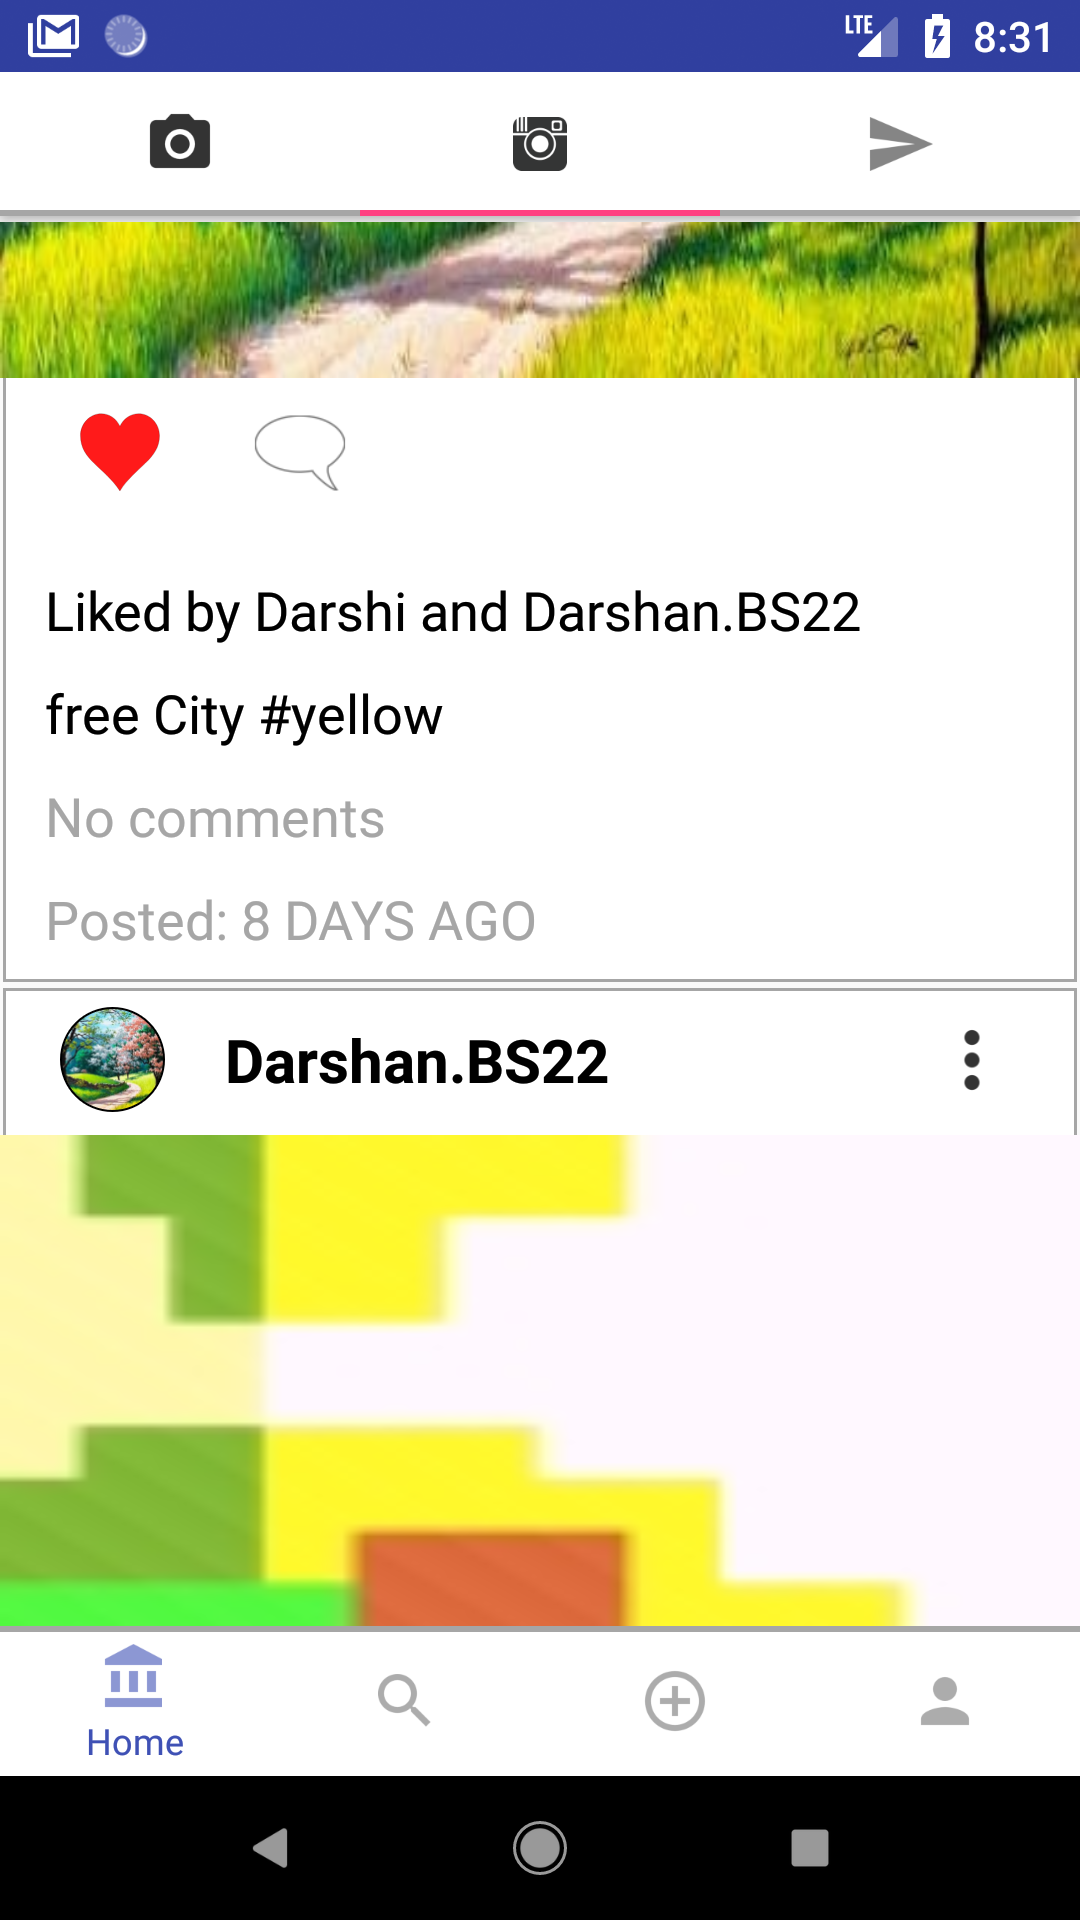 LTE 8:31
Liked by Darshi and Darshan.BS22
free City #yellow
No comments
Posted: 8 DAYS AGO
Darshan.BS22
Home